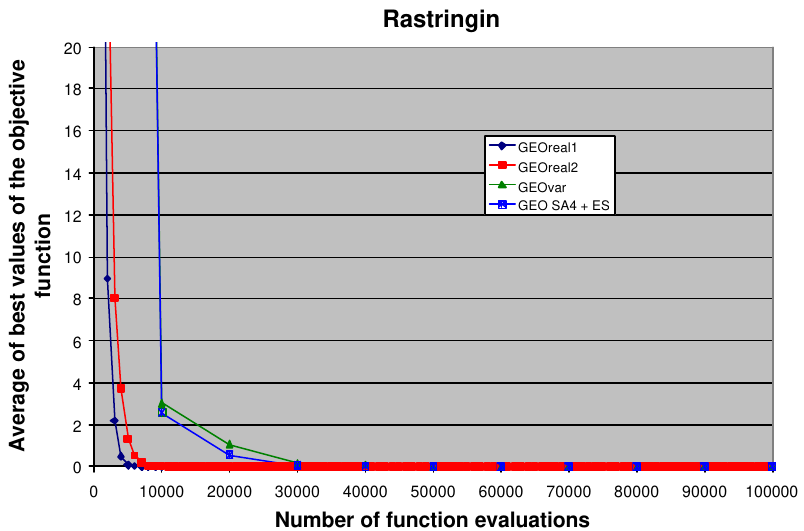 Rastringin
Average of best values of the objective
function
20
18
16
14
12
10
8
6
4
2
0
GEOreal1
GEOreal2
GEOvar
GEO SA4 + ES
0 10000 20000 30000 40000 50000 60000 70000 80000 90000 100000
Number of function evaluations